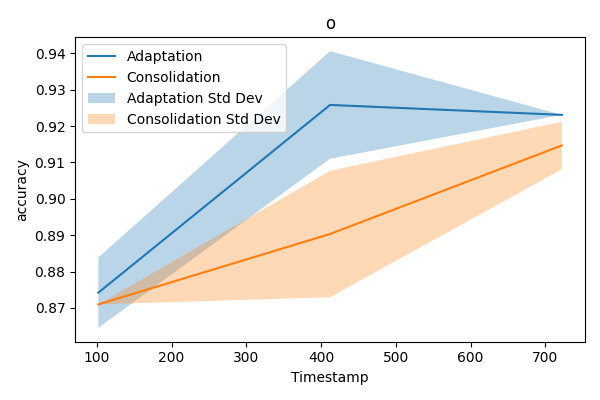 o
Adaptation
Consolidation
Adaptation Std Dev
Consolidation Std Dev
accuracy
0.94
0.93
0.92
0.91
0.90
0.89
0.88
0.87
100 200 300 400 500 600 700
Timestamp